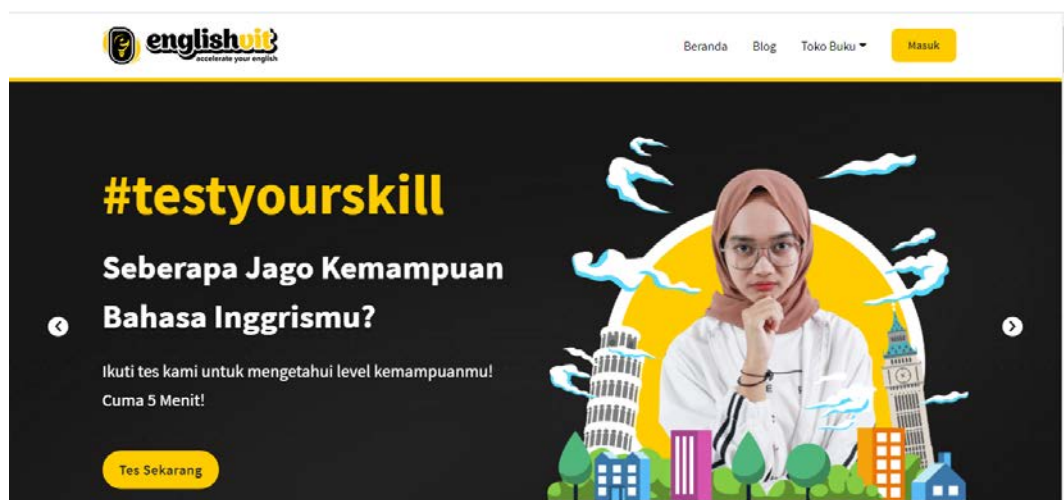 englishvit
accelerate your english
Beranda Blog Toko Buku Masuk
#testyourskill
Seberapa Jago Kemampuan
Bahasa Inggrismu?
Ikuti tes kami untuk mengetahui level kemampuanmu!
Cuma 5 Menit!
Tes Sekarang